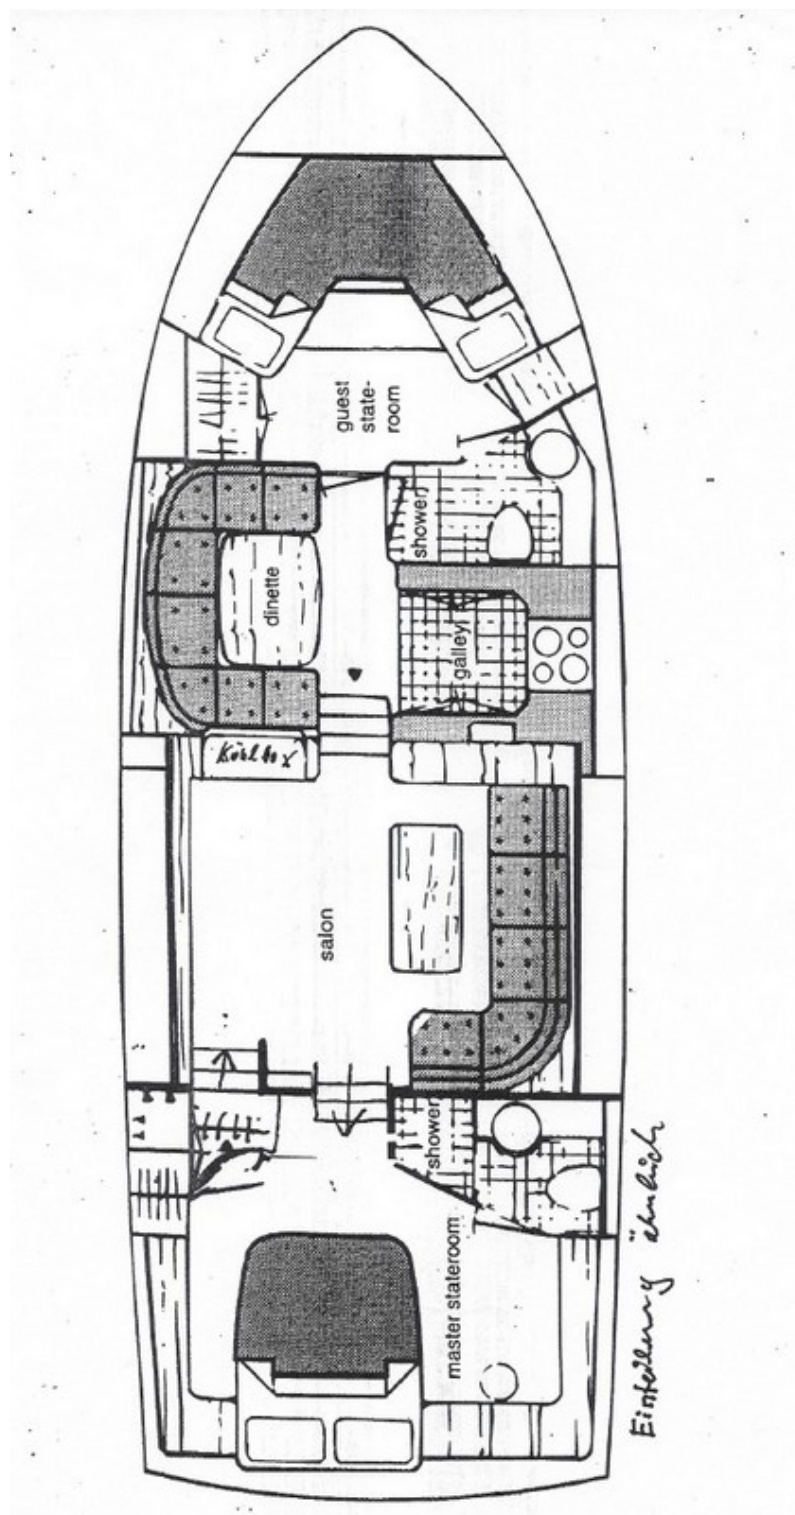 guest
state-
room
shower
dinette
galley
Kühlbox
salon
shower
master stateroom
Einteilung ähnlich